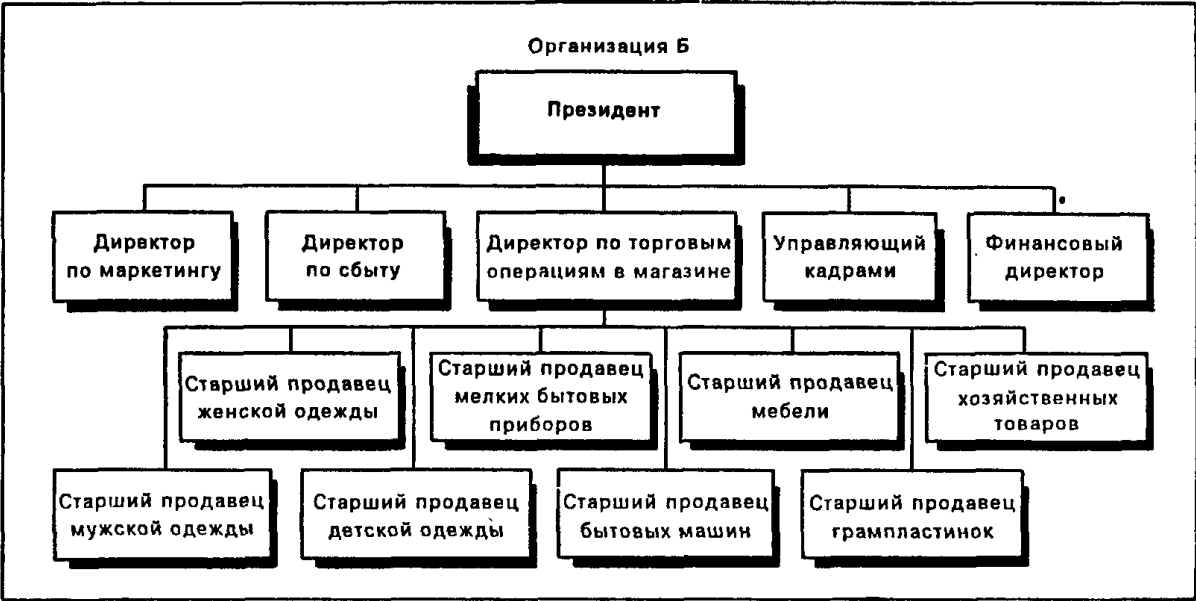 Организация Б
Президент
Директор
по маркетингу
Директор
по сбыту
Директор по торговым
операциям в магазине
Управляющий
кадрами
Финансовый
директор
Старший продавец
женской одежды
Старший продавец
мелких бытовых
приборов
Старший продавец
мебели
Старший продавец
хозяйственных
товаров
Старший продавец
мужской одежды
Старший продавец
детской одежды
Старший продавец
бытовых машин
Старший продавец
грампластинок